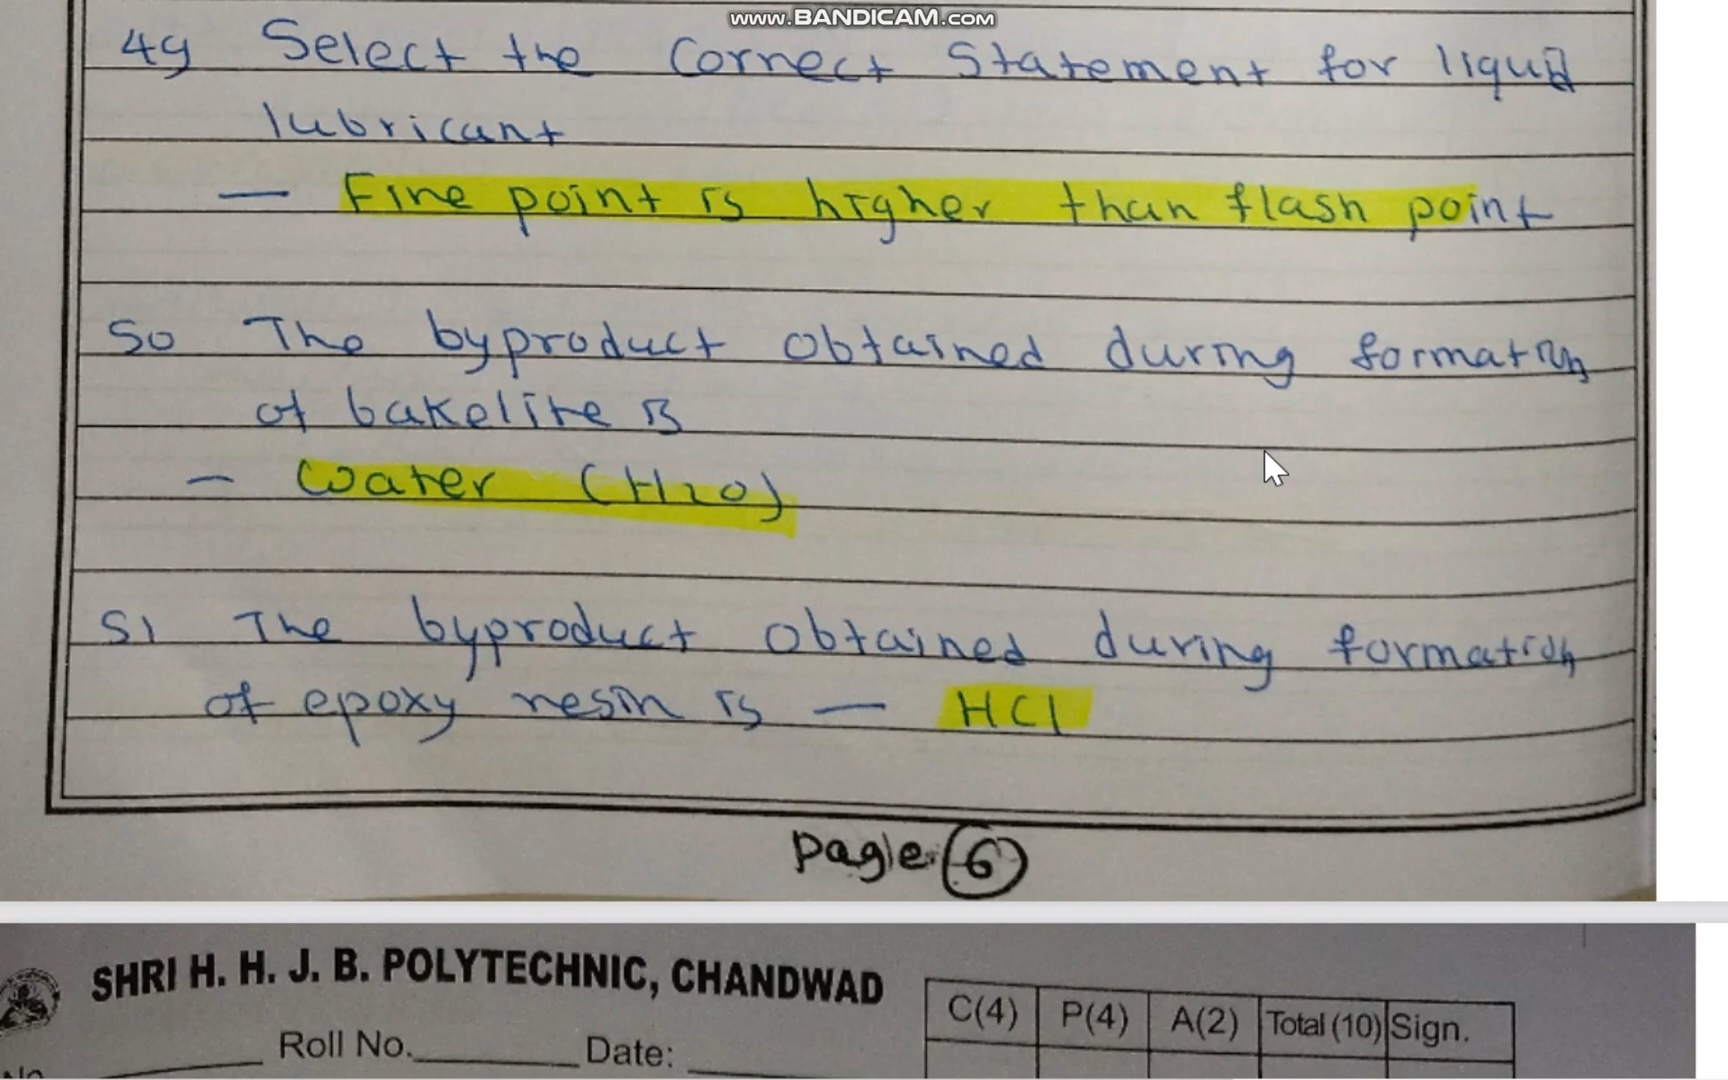 www.BANDICAM.com
49 Select the Correct Statement for liquid
lubricant
— Fire point is higher than flash point
50 The byproduct obtained during formation
of bakelite is
— Water (H2O)
51 The byproduct obtained during formation
of epoxy resin is — HCl
page 6
SHRI H. H. J. B. POLYTECHNIC, CHANDWAD
C(4) P(4) A(2) Total (10) Sign.
Roll No. Date: